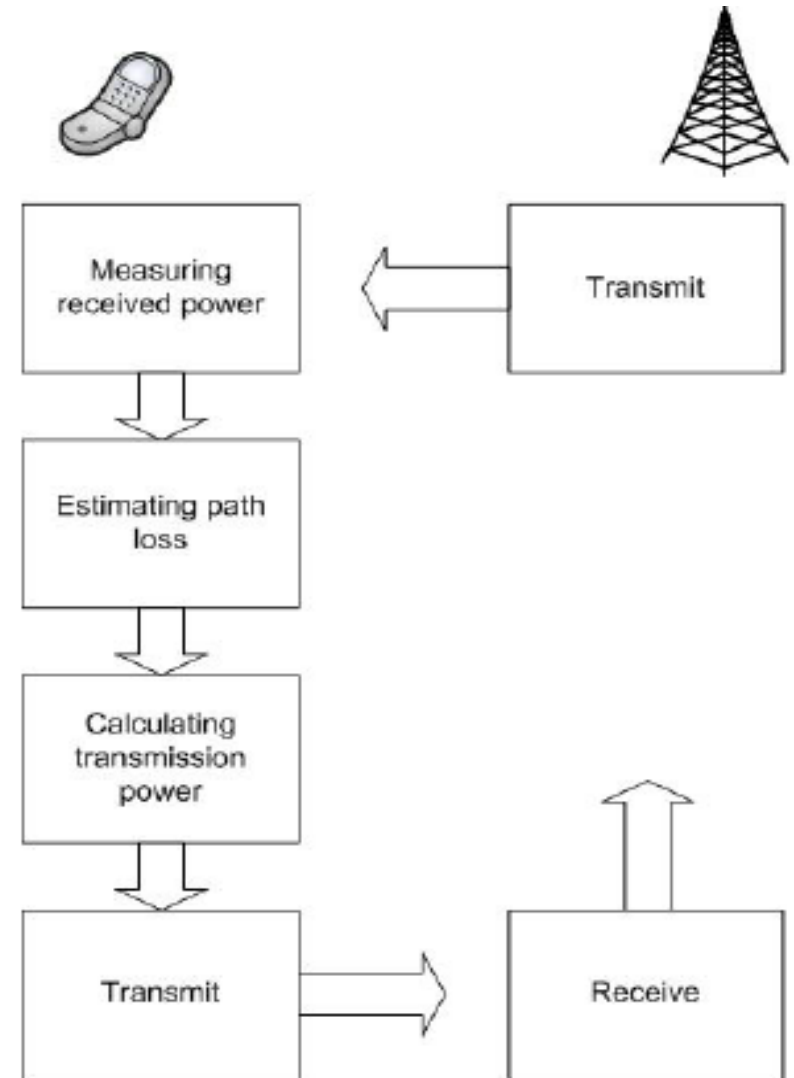 Measuring
received power
Transmit
Estimating path
loss
Calculating
transmission
power
Transmit
Receive